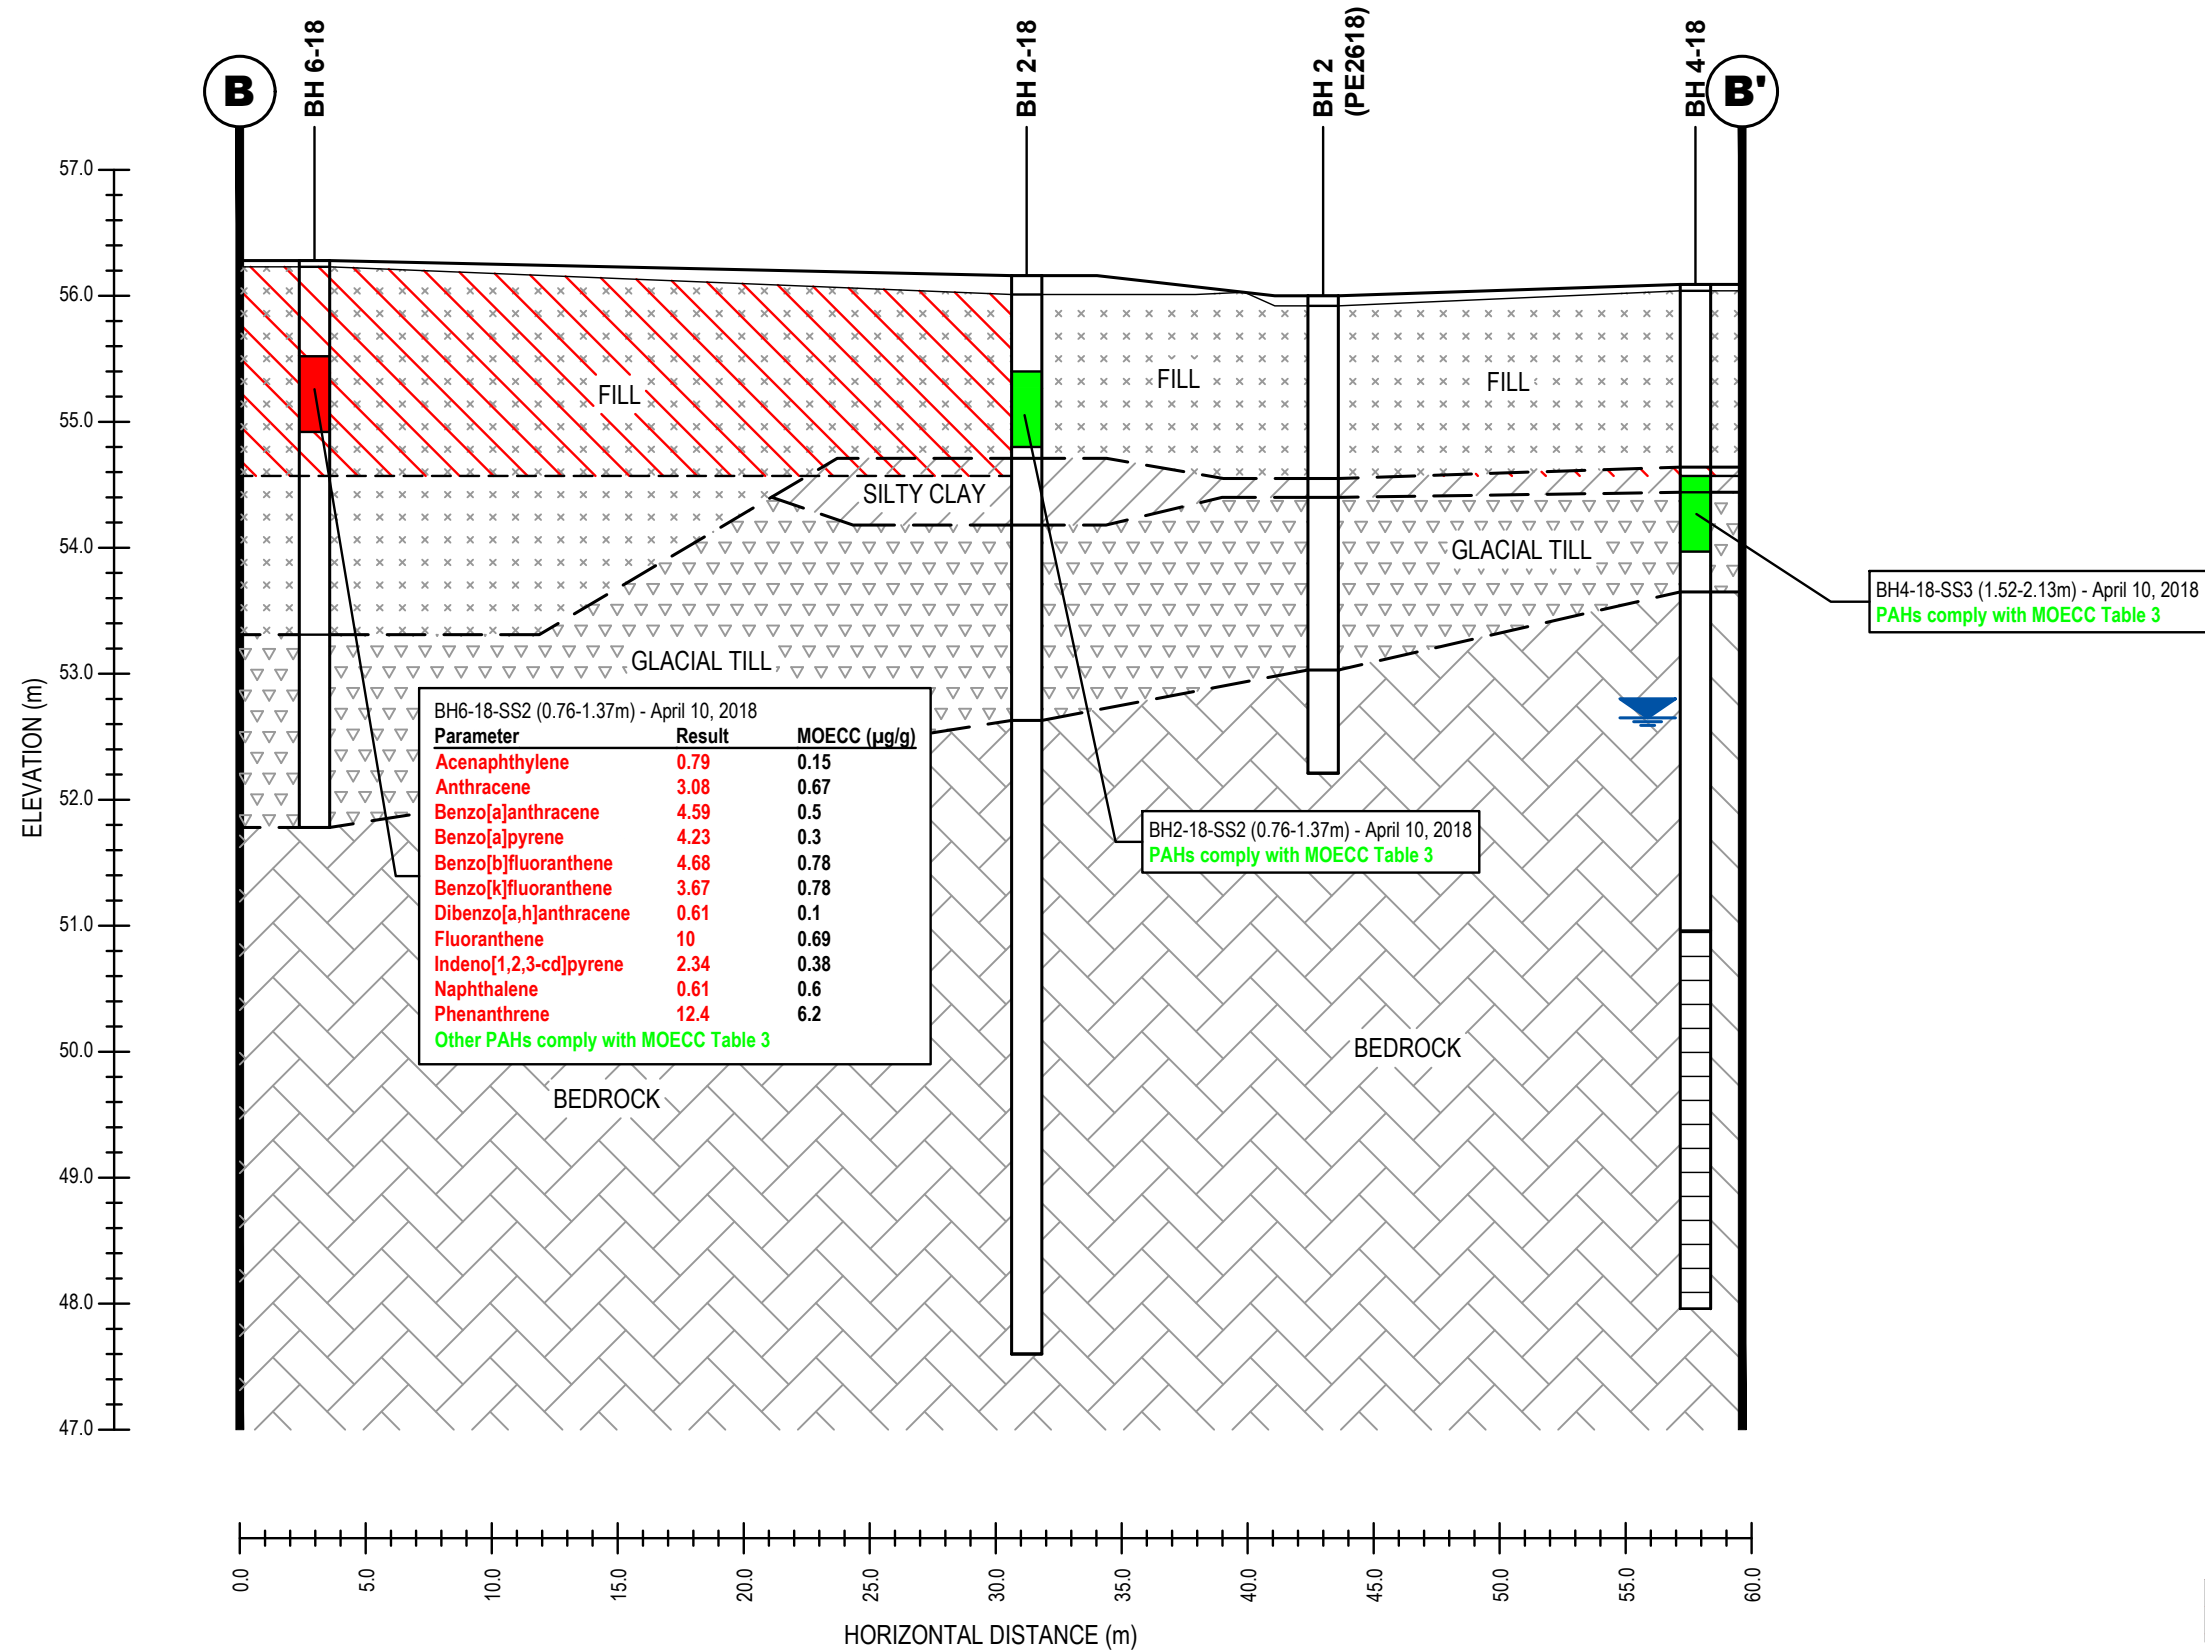 B
BH 6-18
BH 2-18
BH 2
(PE2618)
BH 4-18
B'
57.0
56.0
55.0
54.0
53.0
52.0
51.0
50.0
49.0
48.0
47.0
ELEVATION (m)
FILL
FILL
FILL
SILTY CLAY
GLACIAL TILL
GLACIAL TILL
BH4-18-SS3 (1.52-2.13m) - April 10, 2018
PAHs comply with MOECC Table 3
BH6-18-SS2 (0.76-1.37m) - April 10, 2018
Parameter Result MOECC (µg/g)
Acenaphthylene 0.79 0.15
Anthracene 3.08 0.67
Benzo[a]anthracene 4.59 0.5
Benzo[a]pyrene 4.23 0.3
Benzo[b]fluoranthene 4.68 0.78
Benzo[k]fluoranthene 3.67 0.78
Dibenzo[a,h]anthracene 0.61 0.1
Fluoranthene 10 0.69
Indeno[1,2,3-cd]pyrene 2.34 0.38
Naphthalene 0.61 0.6
Phenanthrene 12.4 6.2
Other PAHs comply with MOECC Table 3
BH2-18-SS2 (0.76-1.37m) - April 10, 2018
PAHs comply with MOECC Table 3
BEDROCK
BEDROCK
0.0
5.0
10.0
15.0
20.0
25.0
30.0
35.0
40.0
45.0
50.0
55.0
60.0
HORIZONTAL DISTANCE (m)